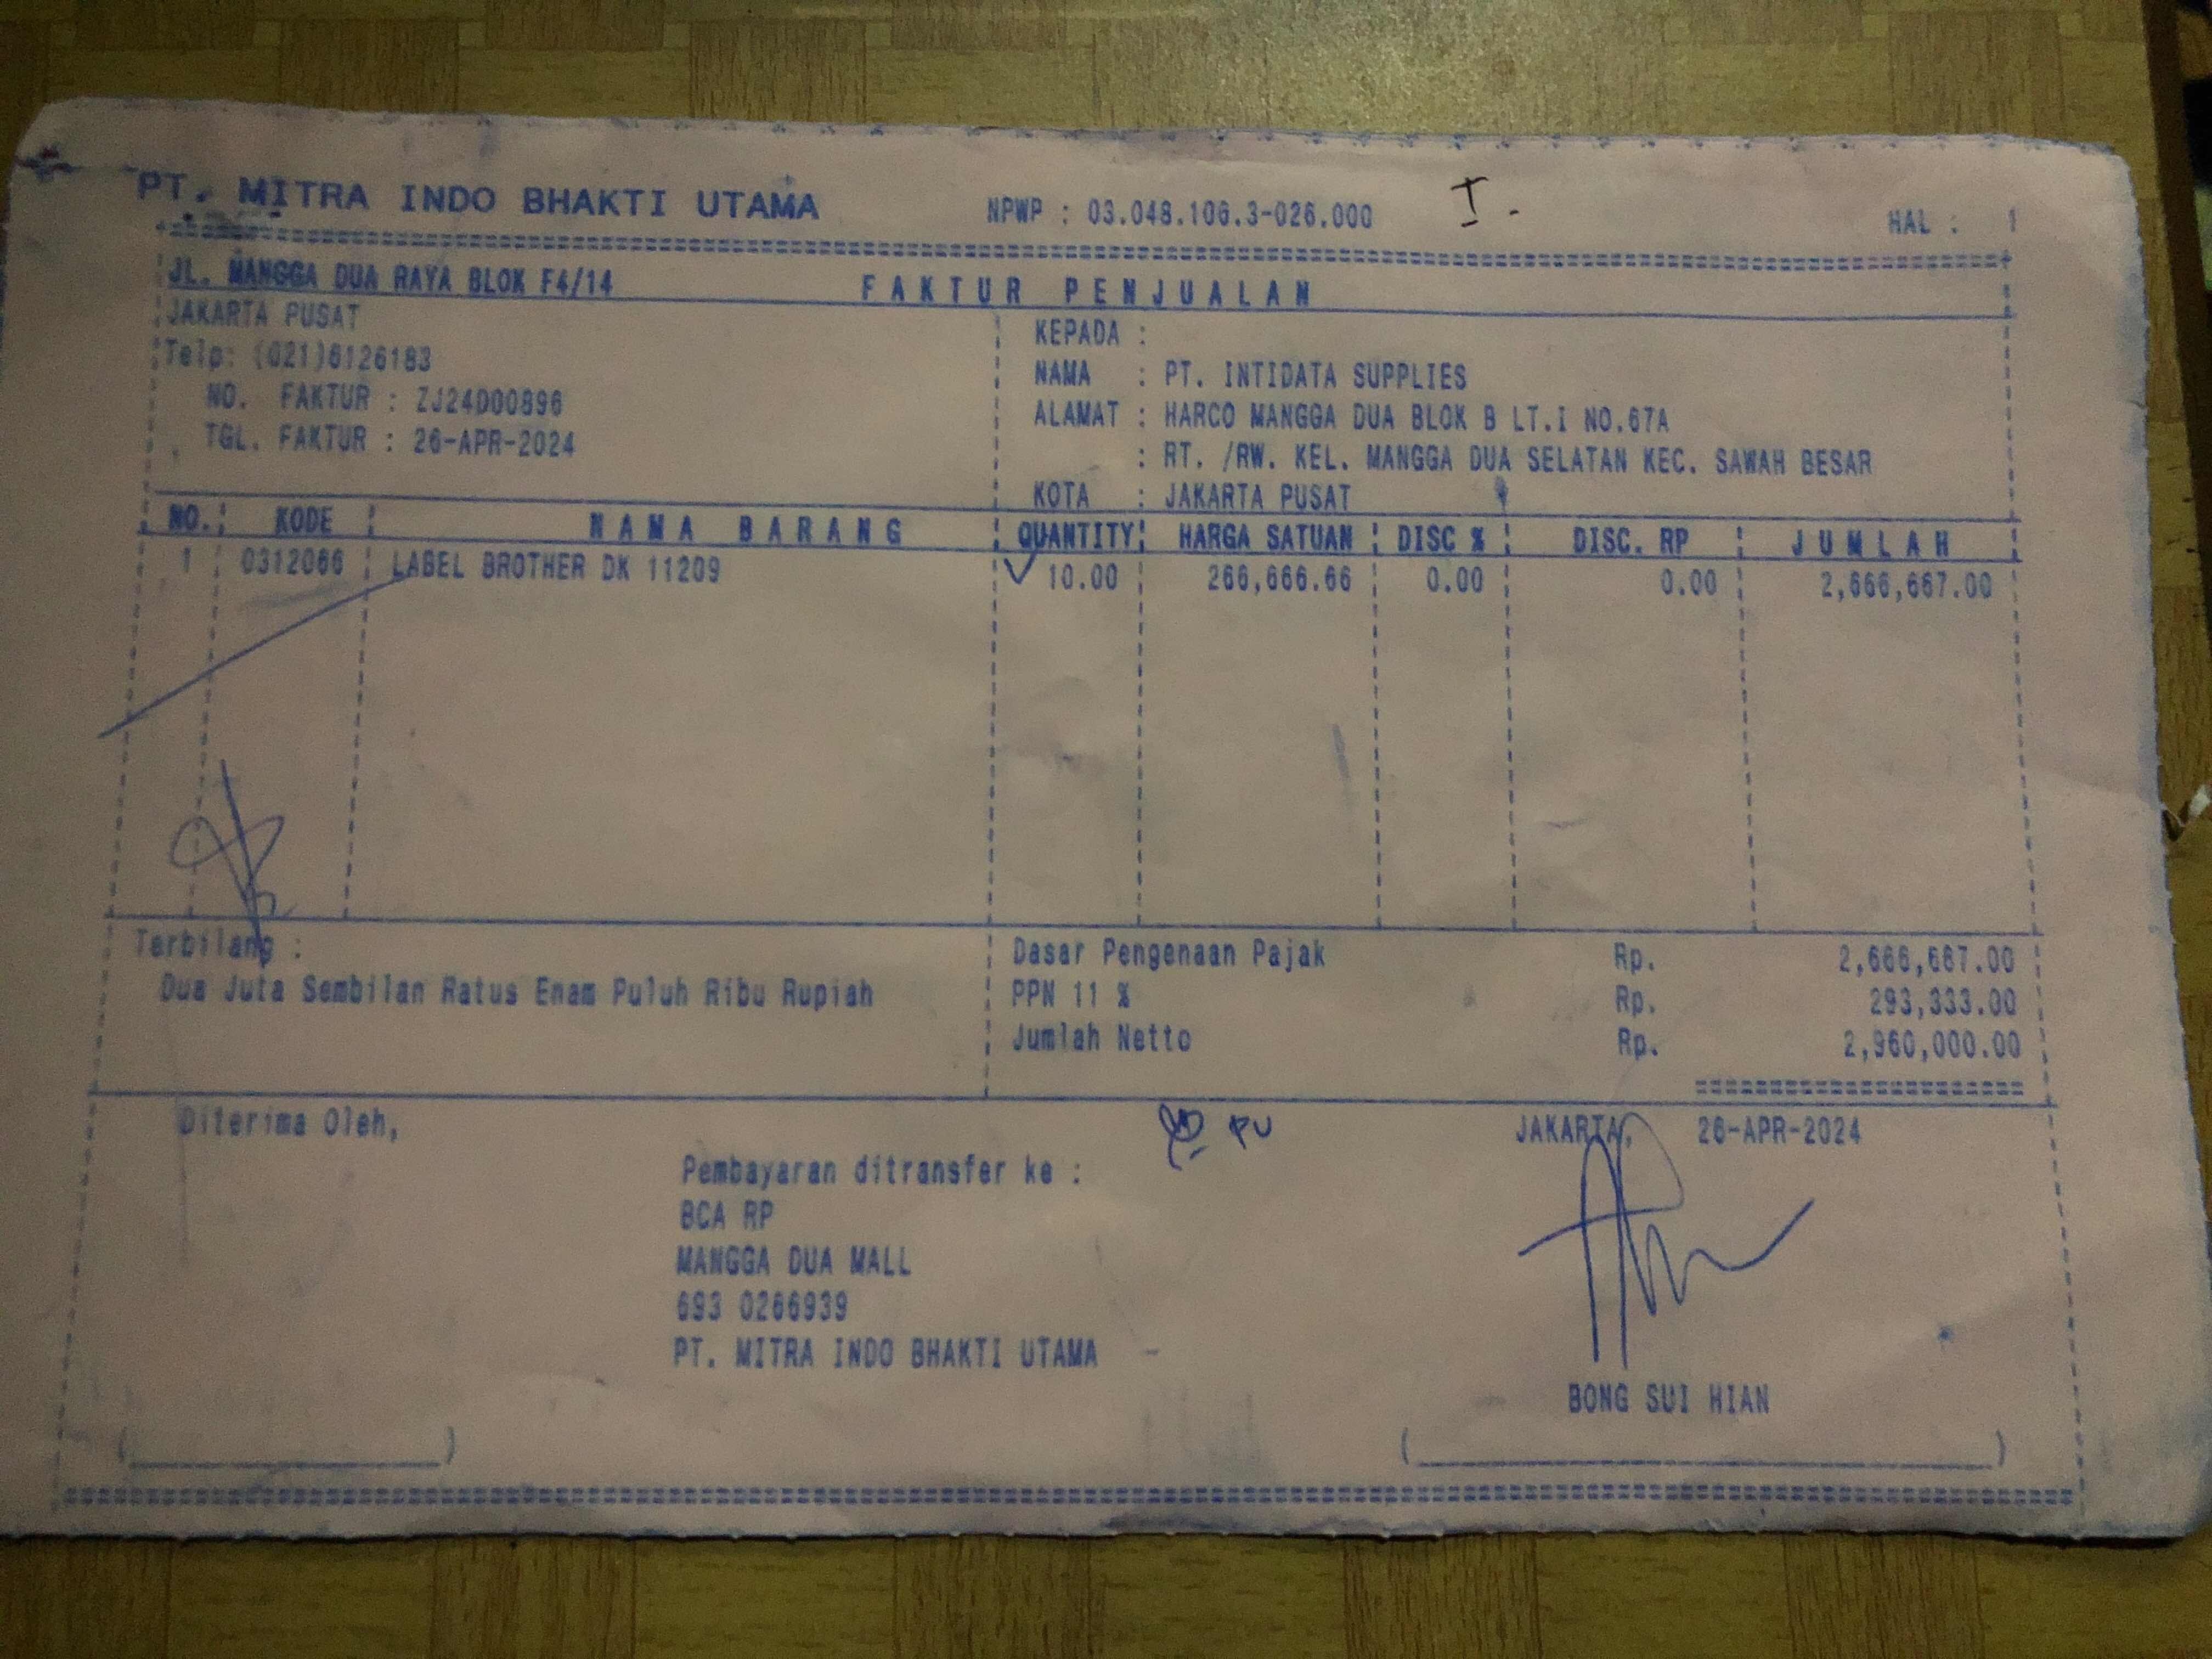 PT. MITRA INDO BHAKTI UTAMA NPWP : 03.048.106.3-026.000 I - HAL : 1
JL. MANGGA DUA RAYA BLOK F4/14 FAKTUR PENJUALAN
JAKARTA PUSAT
Telp: (021)6126183
NO. FAKTUR : ZJ24D00896
TGL. FAKTUR : 26-APR-2024
KEPADA :
NAMA : PT. INTIDATA SUPPLIES
ALAMAT : HARCO MANGGA DUA BLOK B LT.I NO.67A
: RT. /RW. KEL. MANGGA DUA SELATAN KEC. SAWAH BESAR
KOTA : JAKARTA PUSAT
NO. KODE NAMA BARANG QUANTITY HARGA SATUAN DISC % DISC. RP JUMLAH
1 0312066 LABEL BROTHER DK 11209 10.00 266,666.66 0.00 0.00 2,666,667.00
Terbilang :
Dua Juta Sembilan Ratus Enam Puluh Ribu Rupiah
Dasar Pengenaan Pajak Rp. 2,666,667.00
PPN 11 % Rp. 293,333.00
Jumlah Netto Rp. 2,960,000.00
Diterima Oleh,
PU
Pembayaran ditransfer ke :
BCA RP
MANGGA DUA MALL
693 0266939
PT. MITRA INDO BHAKTI UTAMA
JAKARTA, 26-APR-2024
BONG SUI HIAN